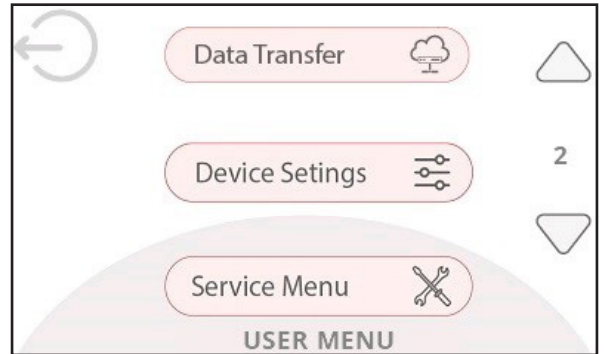 Data Transfer
Device Setings
2
Service Menu
USER MENU